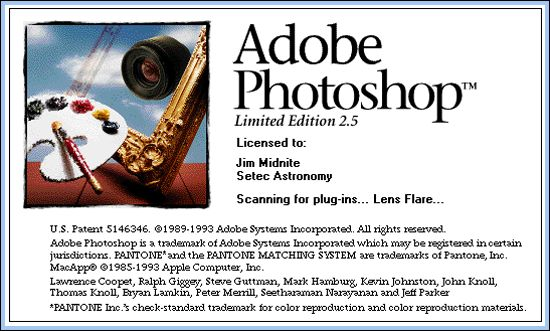 Adobe
Photoshop™
Limited Edition 2.5
Licensed to:
Jim Midnite
Setec Astronomy
Scanning for plug-ins... Lens Flare...
U.S. Patent 5146346. ©1989-1993 Adobe Systems Incorporated. All rights reserved.
Adobe Photoshop is a trademark of Adobe Systems Incorporated which may be registered in certain
jurisdictions. PANTONE* and the PANTONE MATCHING SYSTEM are trademarks of Pantone, Inc.
MacApp® ©1985-1993 Apple Computer, Inc.
Lawrence Coopet, Ralph Giggey, Steve Guttman, Mark Hamburg, Kevin Johnston, John Knoll,
Thomas Knoll, Bryan Lamkin, Peter Merrill, Seetharaman Narayanan and Jeff Parker
*PANTONE Inc.'s check-standard trademark for color reproduction and color reproduction materials.